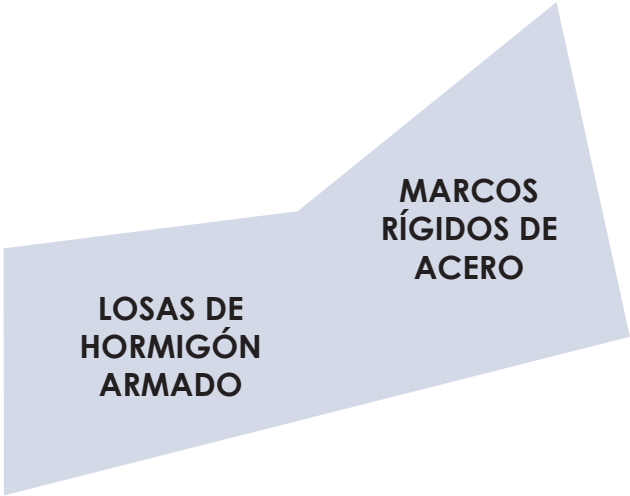 MARCOS
RÍGIDOS DE
ACERO
LOSAS DE
HORMIGÓN
ARMADO